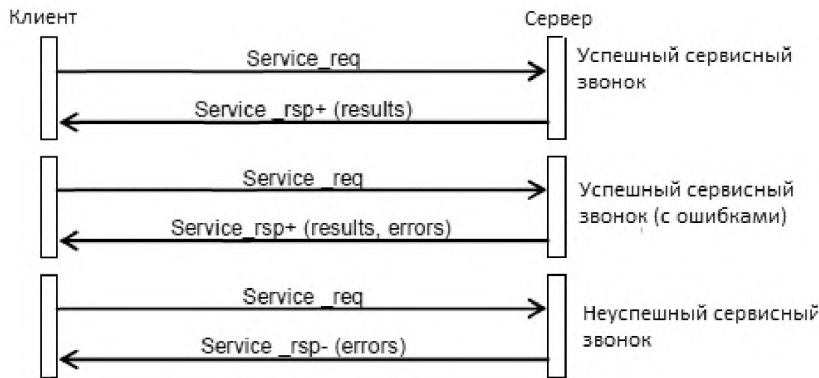 Клиент
Сервер
Service_req
Успешный сервисный
звонок
Service _rsp+ (results)
Service _req
Успешный сервисный
звонок (с ошибками)
Service_rsp+ (results, errors)
Service _req
Неуспешный сервисный
звонок
Service _rsp- (errors)